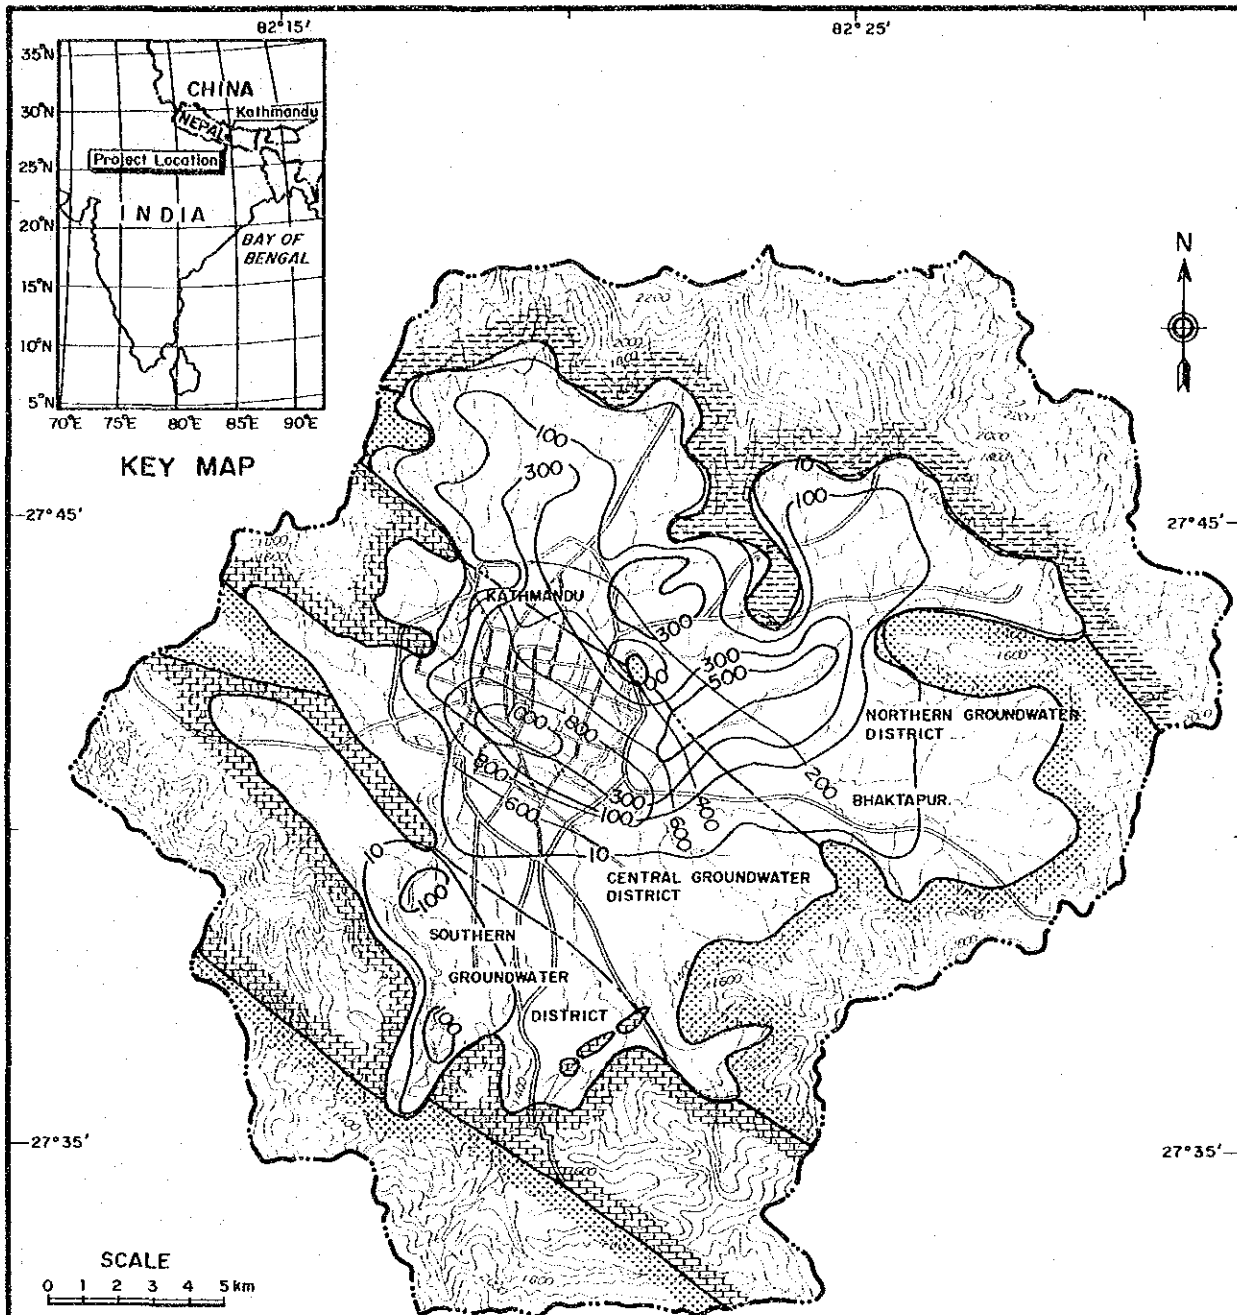 82°15'
82°25'
35°N
30°N
25°N
20°N
15°N
10°N
5°N
70°E
75°E
80°E
85°E
90°E
CHINA
NEPAL
Kathmandu
Project Location
INDIA
BAY OF
BENGAL
KEY MAP
N
27°45'
27°45'
2200
2000
1800
2000
10
100
100
300
KATHMANDU
300
300
500
1000
800
800
600
300
100
10
600
400
200
NORTHERN GROUNDWATER
DISTRICT
BHAKTAPUR.
1600
CENTRAL GROUNDWATER
DISTRICT
10
100
SOUTHERN
GROUNDWATER
DISTRICT
100
1600
27°35'
27°35'
1600
SCALE
0 1 2 3 4 5 km